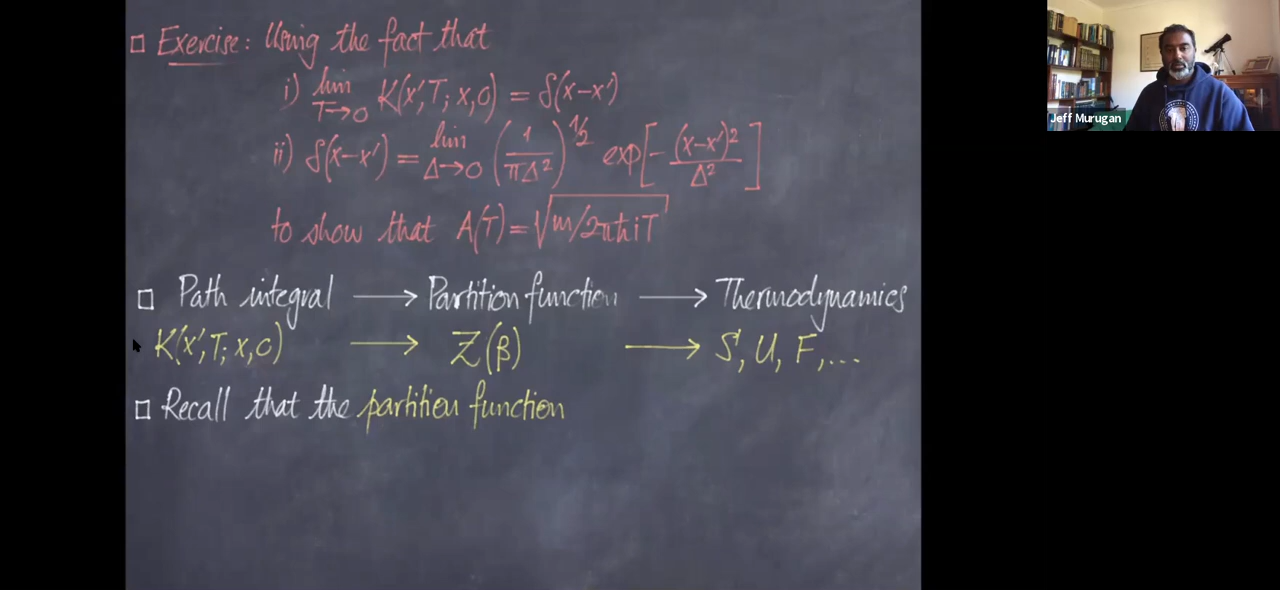 □ Exercise: Using the fact that
i) lim T→0 K(x',T; x,0) = δ(x-x')
ii) δ(x-x') = lim Δ→0 (1/πΔ²)^1/2 exp[-(x-x')²/Δ²]
to show that A(T) = √m/2πħiT
□ Path integral → Partition function → Thermodynamics
K(x',T; x,0) → Z(β) → S, U, F,...
□ Recall that the partition function
Jeff Murugan